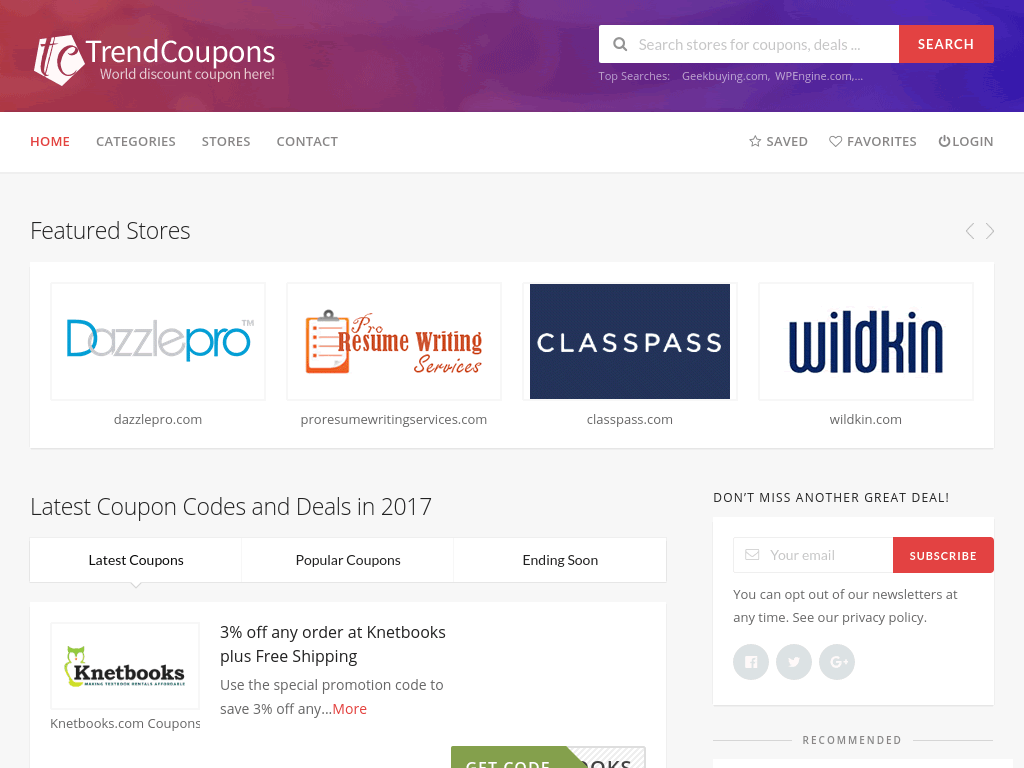 TrendCoupons
World discount coupon here!
Search stores for coupons, deals ...
SEARCH
Top Searches: Geekbuying.com, WPEngine.com,...
HOME CATEGORIES STORES CONTACT
SAVED FAVORITES LOGIN
Featured Stores
Dazzlepro™
Pro
Resume Writing
Services
CLASSPASS
wildkin
dazzlepro.com
proresumewritingservices.com
classpass.com
wildkin.com
Latest Coupon Codes and Deals in 2017
Latest Coupons
Popular Coupons
Ending Soon
Knetbooks
MAKING TEXTBOOK RENTALS AFFORDABLE
Knetbooks.com Coupons
3% off any order at Knetbooks
plus Free Shipping
Use the special promotion code to
save 3% off any...More
GET CODE
OOKS
DON'T MISS ANOTHER GREAT DEAL!
Your email
SUBSCRIBE
You can opt out of our newsletters at
any time. See our privacy policy.
RECOMMENDED